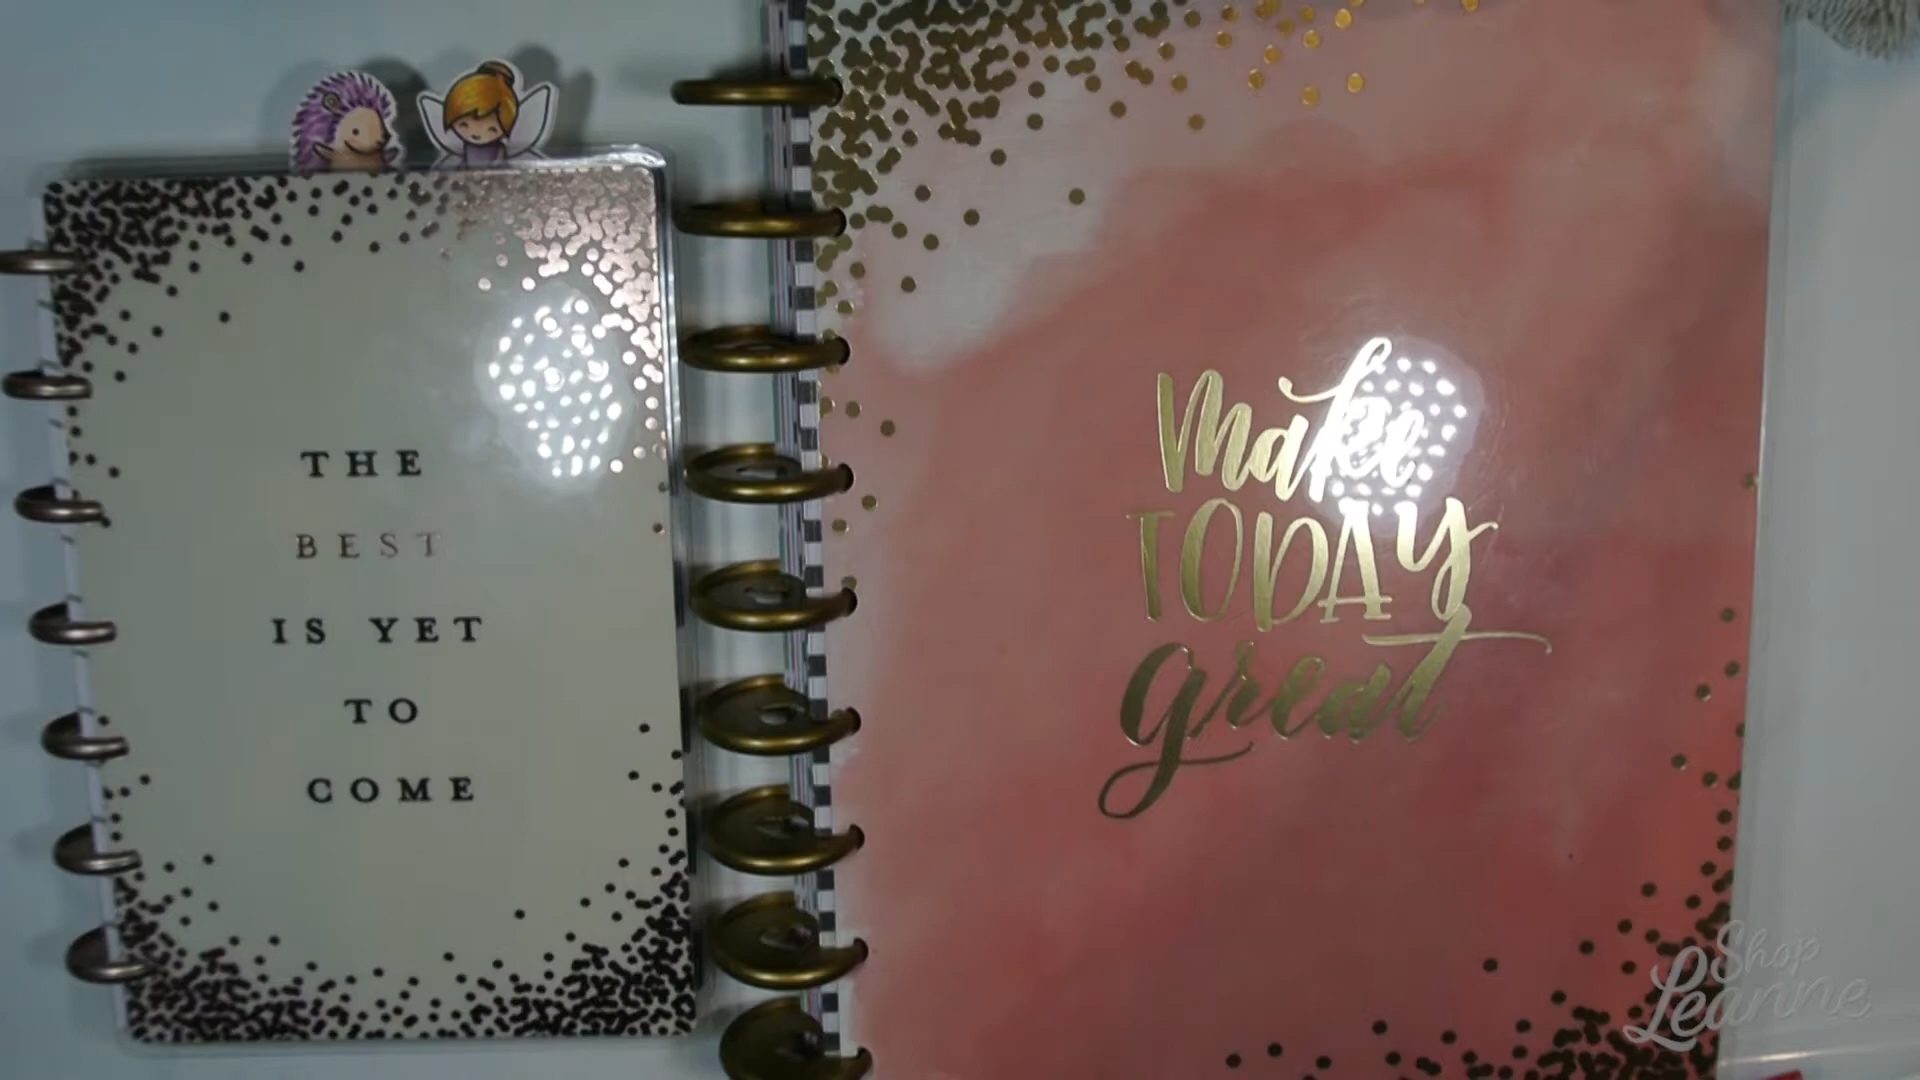 THE
BEST
IS YET
TO
COME
Make
TODAY
great
Shop
Leanne